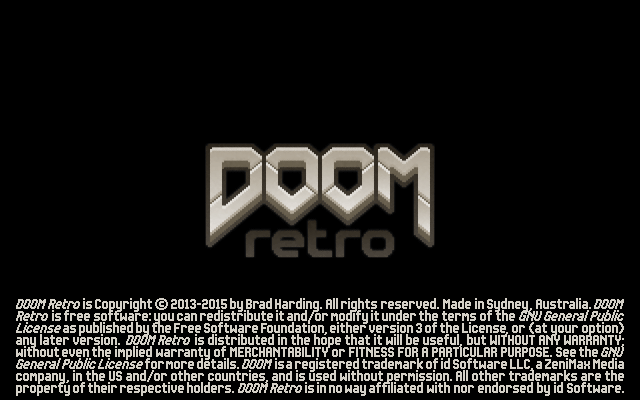 DOOM
retro
DOOM Retro is Copyright © 2013-2015 by Brad Harding. All rights reserved. Made in Sydney, Australia. DOOM
Retro is free software: you can redistribute it and/or modify it under the terms of the GNU General Public
License as published by the Free Software Foundation, either version 3 of the License, or (at your option)
any later version. DOOM Retro is distributed in the hope that it will be useful, but WITHOUT ANY WARRANTY;
without even the implied warranty of MERCHANTABILITY or FITNESS FOR A PARTICULAR PURPOSE. See the GNU
General Public License for more details. DOOM is a registered trademark of id Software LLC, a ZeniMax Media
company, in the US and/or other countries, and is used without permission. All other trademarks are the
property of their respective holders. DOOM Retro is in no way affiliated with nor endorsed by id Software.